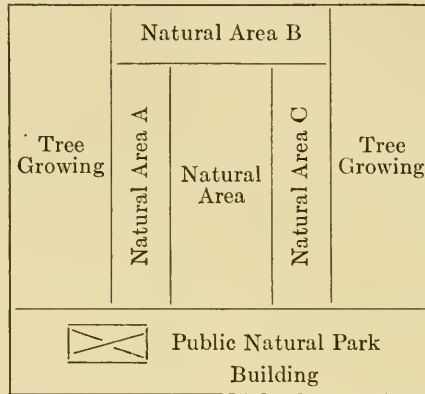 Natural Area B
Tree
Growing
Natural Area A
Natural
Area
Natural Area C
Tree
Growing
Public Natural Park
Building